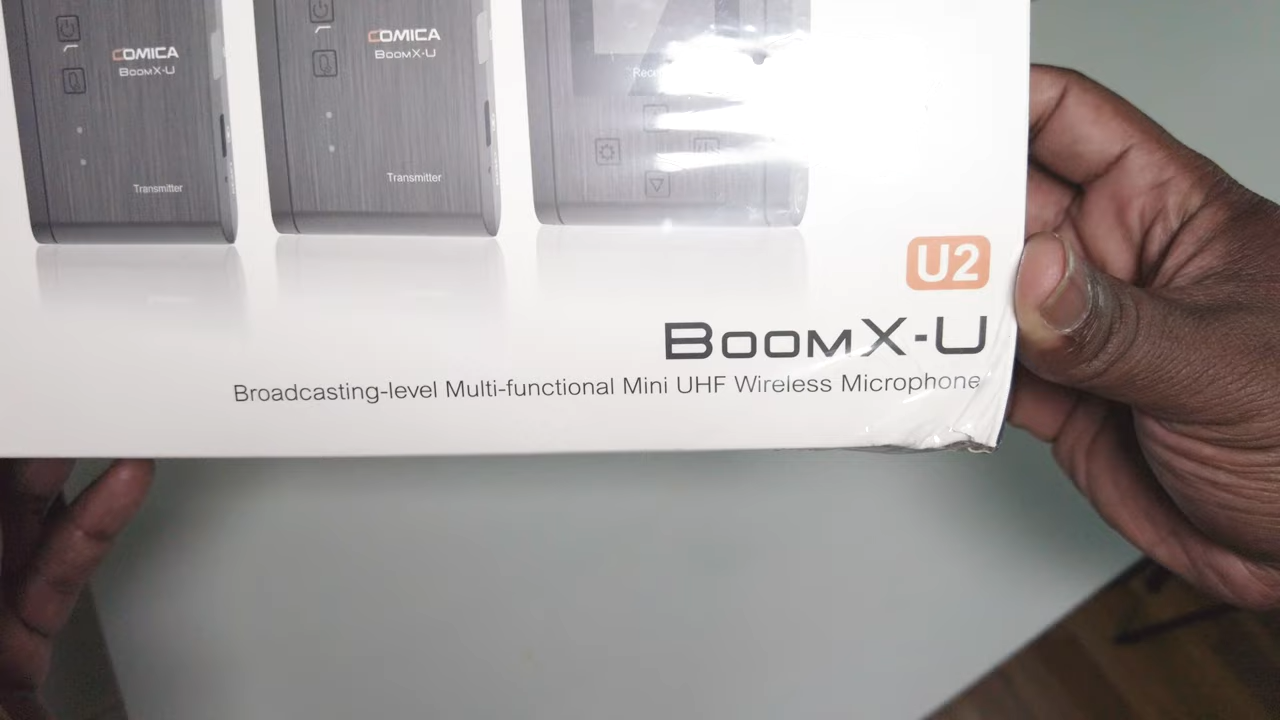 COMICA
BOOMX-U
Transmitter
COMICA
BOOMX-U
Transmitter
U2
BOOMX-U
Broadcasting-level Multi-functional Mini UHF Wireless Microphone